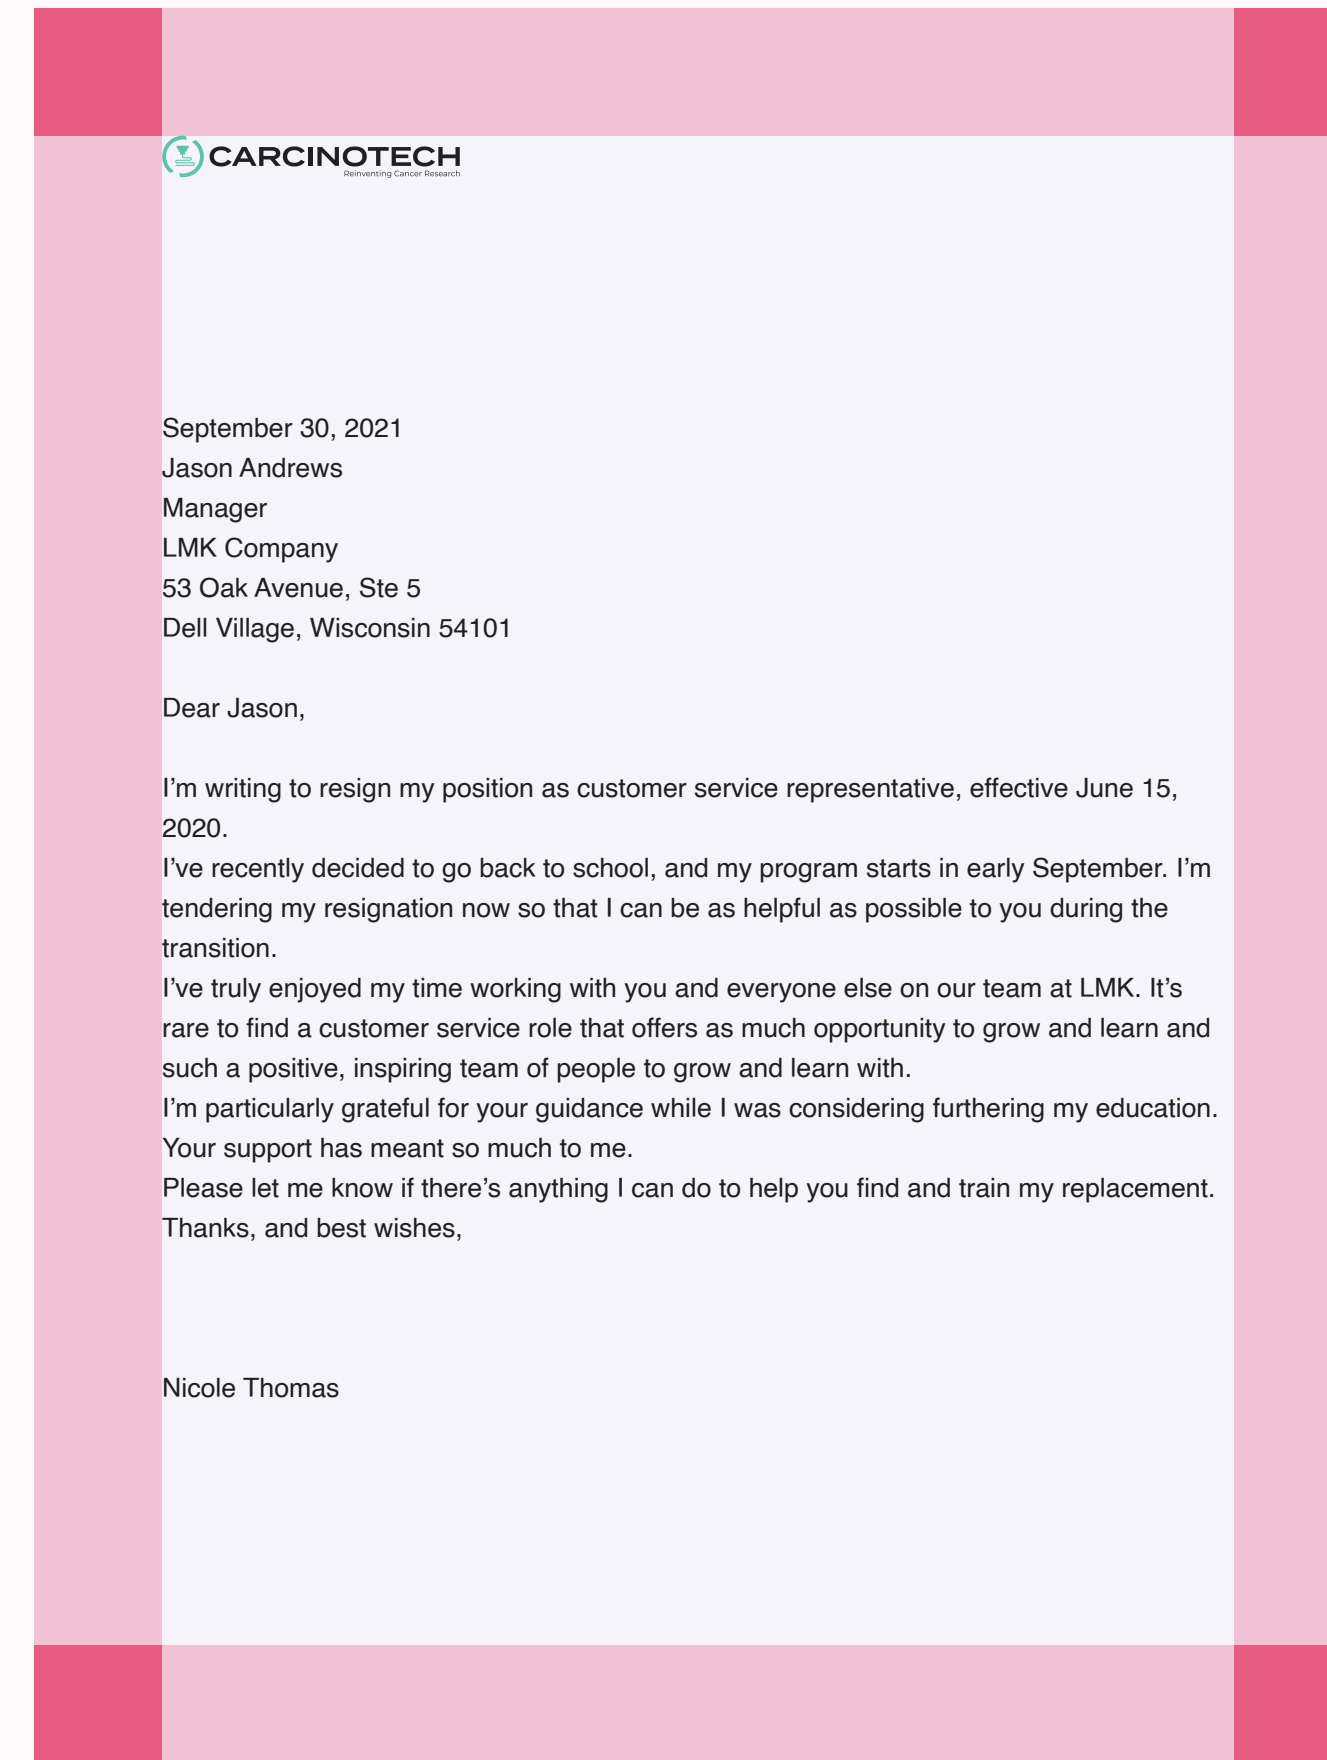 CARCINOTECH
Reinventing Cancer Research
September 30, 2021
Jason Andrews
Manager
LMK Company
53 Oak Avenue, Ste 5
Dell Village, Wisconsin 54101
Dear Jason,
I’m writing to resign my position as customer service representative, effective June 15,
2020.
I’ve recently decided to go back to school, and my program starts in early September. I’m
tendering my resignation now so that I can be as helpful as possible to you during the
transition.
I’ve truly enjoyed my time working with you and everyone else on our team at LMK. It’s
rare to find a customer service role that offers as much opportunity to grow and learn and
such a positive, inspiring team of people to grow and learn with.
I’m particularly grateful for your guidance while I was considering furthering my education.
Your support has meant so much to me.
Please let me know if there’s anything I can do to help you find and train my replacement.
Thanks, and best wishes,
Nicole Thomas